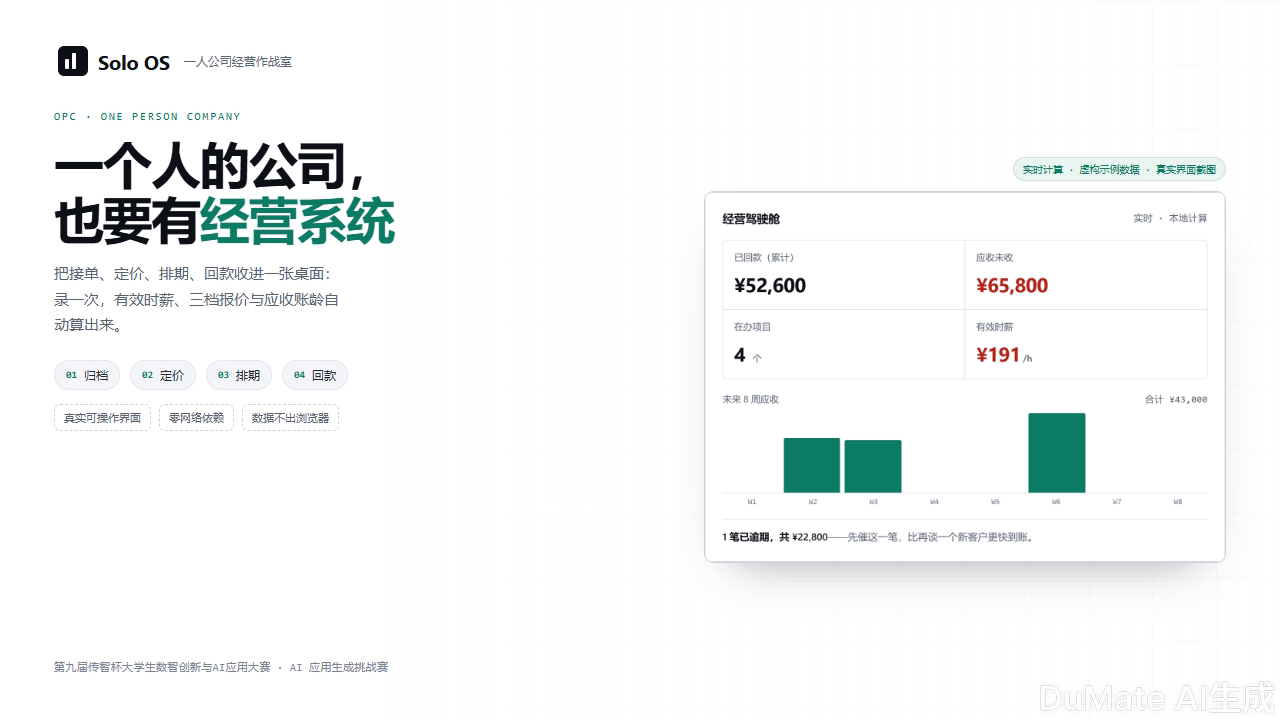 Solo OS 一人公司经营作战室
OPC · ONE PERSON COMPANY
一个人的公司，
也要有经营系统
把接单、定价、排期、回款收进一张桌面：
录一次，有效时薪、三档报价与应收账龄自
动算出来。
01 归档 02 定价 03 排期 04 回款
真实可操作界面 零网络依赖 数据不出浏览器
实时计算 · 虚构示例数据 · 真实界面截图
经营驾驶舱 实时 · 本地计算
已回款（累计） 应收未收
¥52,600 ¥65,800
在办项目 有效时薪
4 个 ¥191 /h
未来 8 周应收 合计 ¥43,000
W1 W2 W3 W4 W5 W6 W7 W8
1 笔已逾期，共 ¥22,800——先催这一笔，比再谈一个新客户更快到账。
第九届传智杯大学生数智创新与AI应用大赛 · AI 应用生成挑战赛
DuMate AI生成